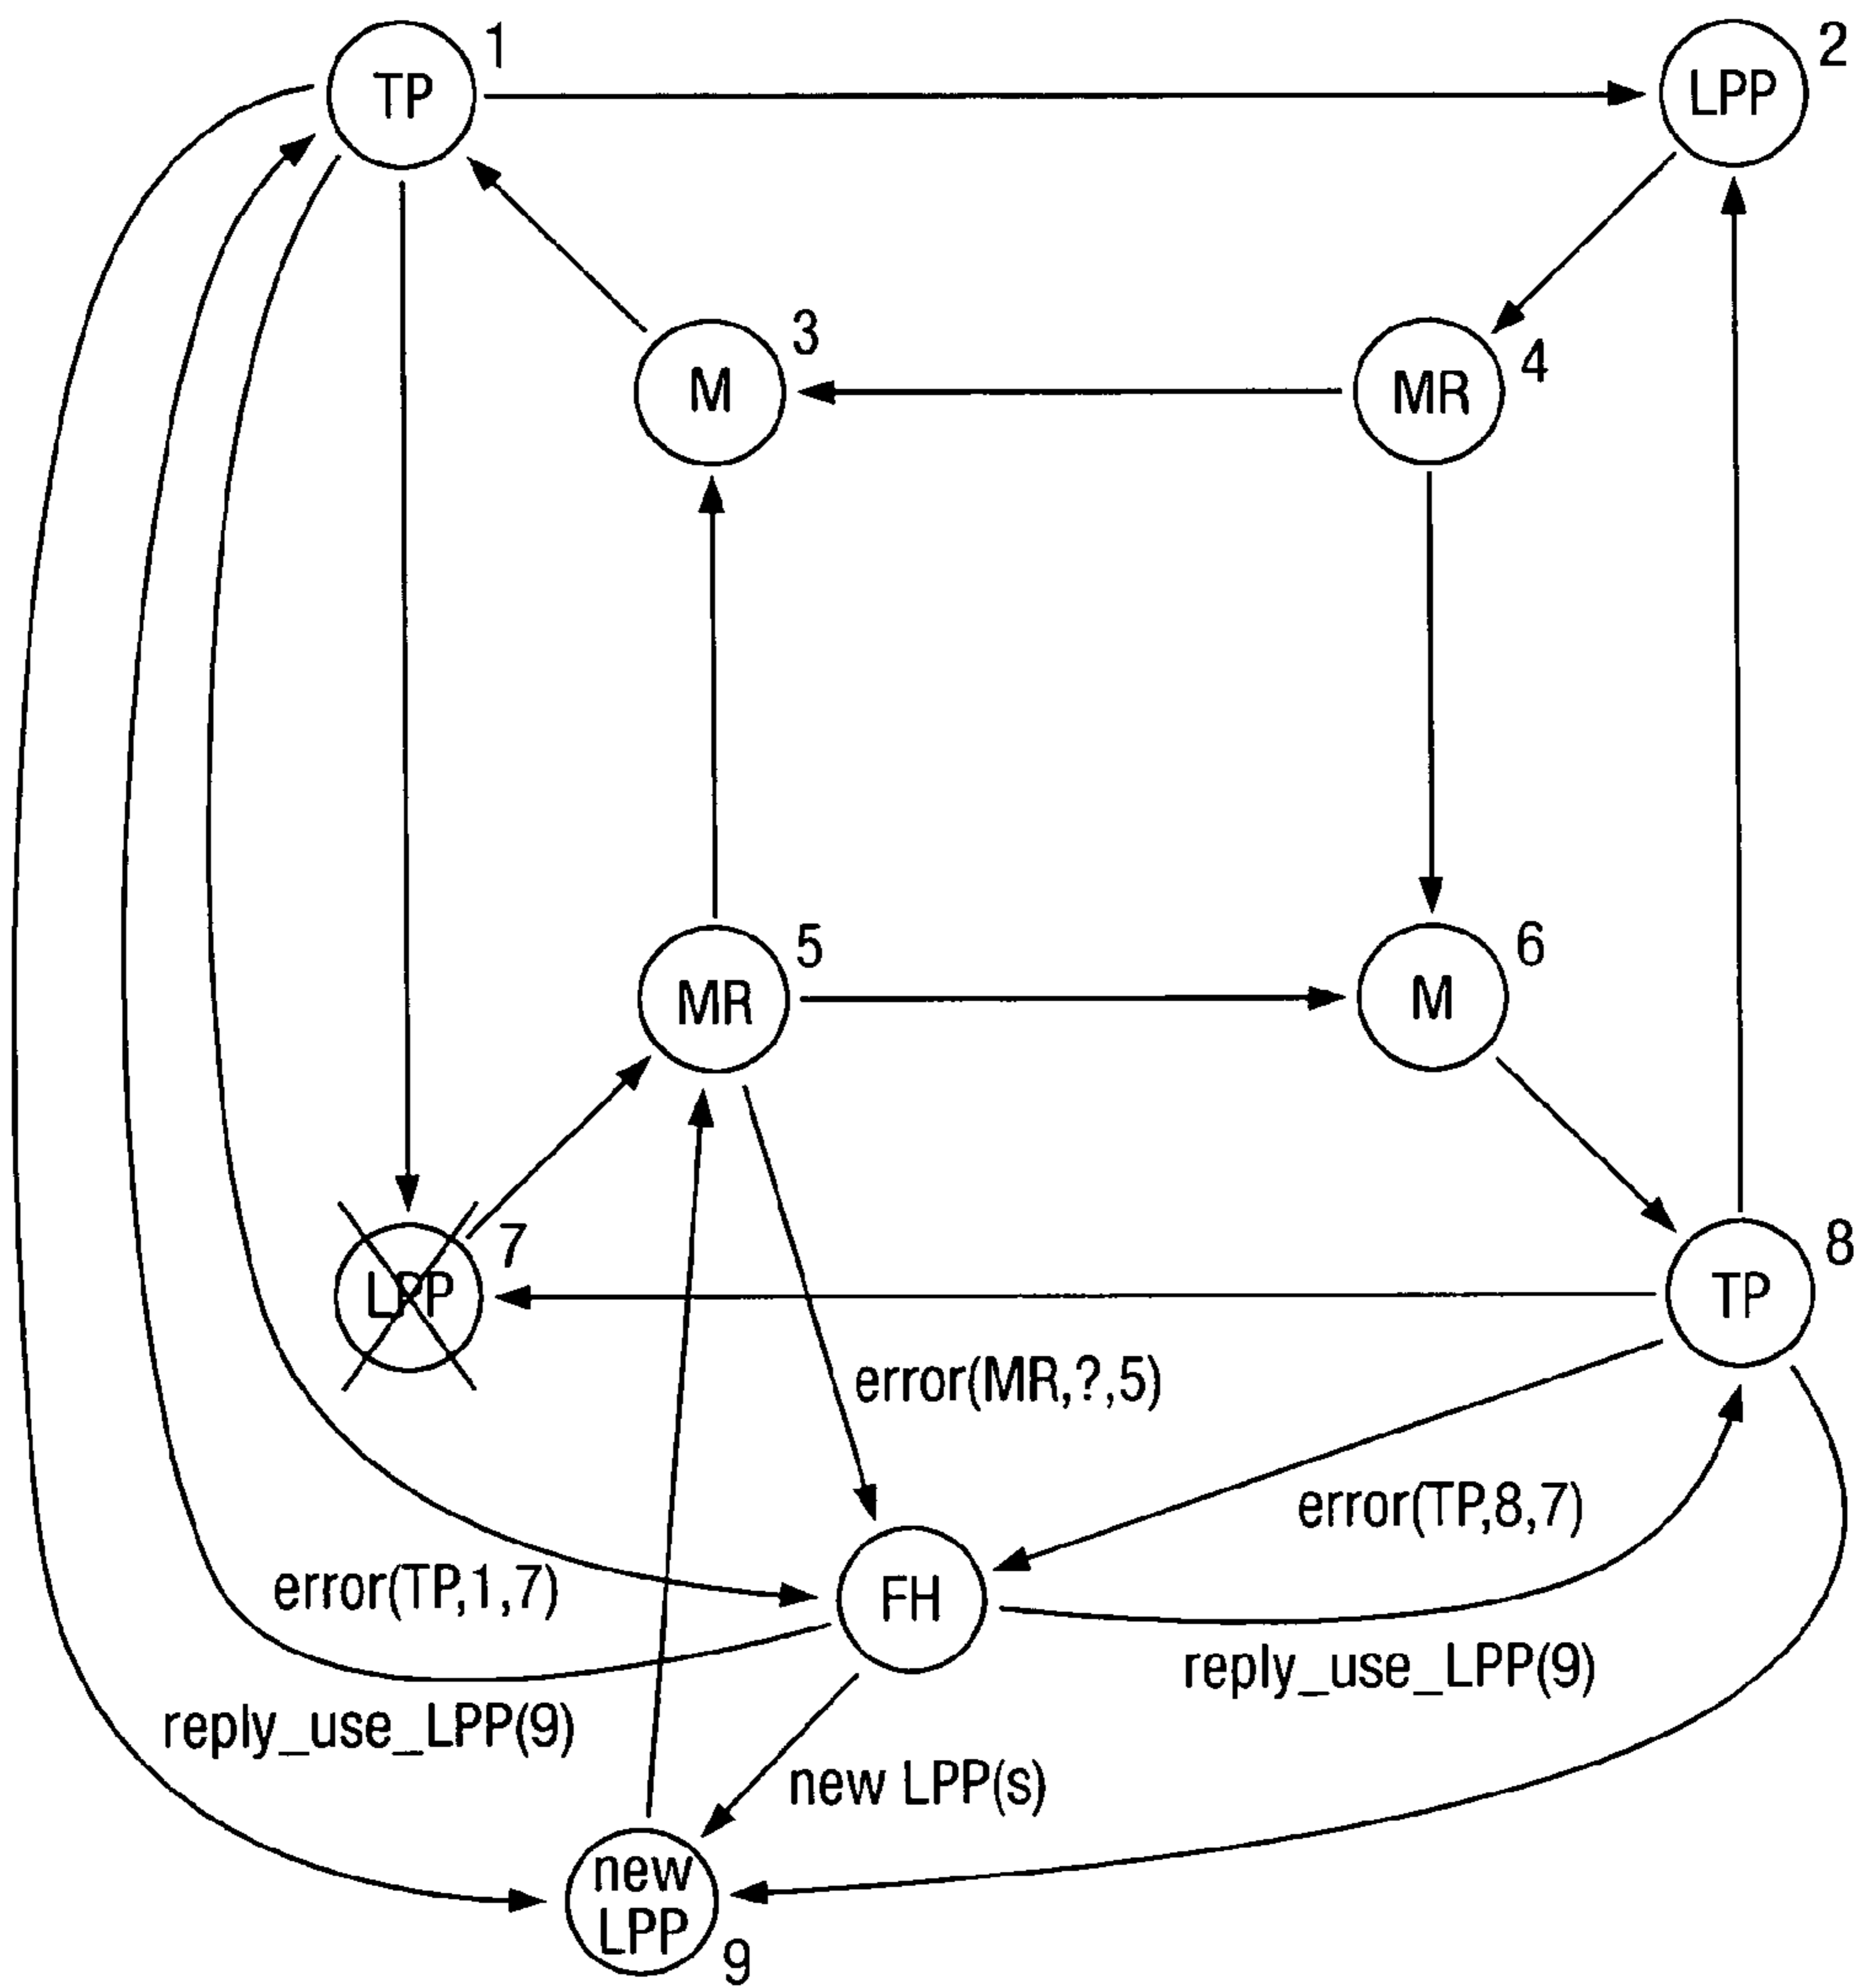 1
TP
2
LPP
3
M
4
MR
5
MR
6
M
7
LPP
8
TP
error(MR,?,5)
error(TP,8,7)
error(TP,1,7)
FH
reply_use_LPP(9)
reply_use_LPP(9)
new LPP(s)
new
LPP
9